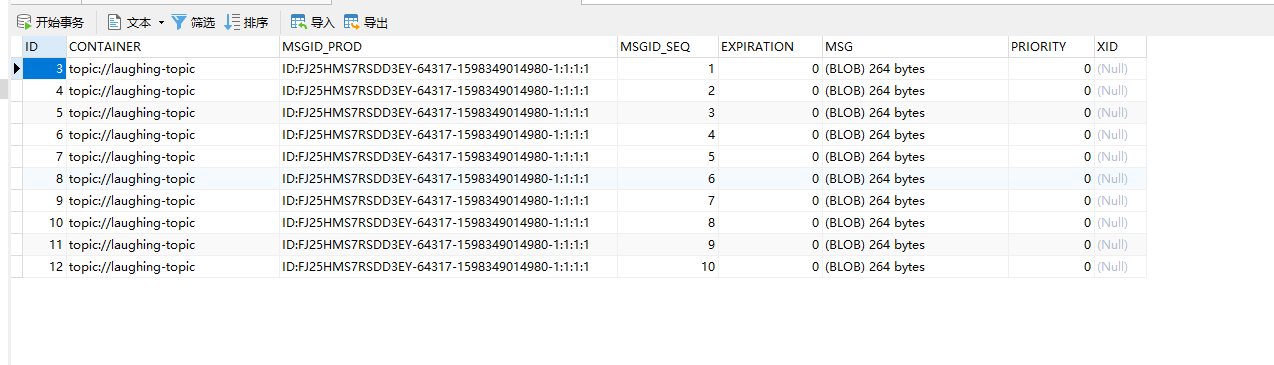 开始事务 文本 筛选 排序 导入 导出
ID CONTAINER MSGID_PROD MSGID_SEQ EXPIRATION MSG PRIORITY XID
3 topic://laughing-topic ID:FJ25HMS7RSDD3EY-64317-1598349014980-1:1:1:1 1 0 (BLOB) 264 bytes 0 (Null)
4 topic://laughing-topic ID:FJ25HMS7RSDD3EY-64317-1598349014980-1:1:1:1 2 0 (BLOB) 264 bytes 0 (Null)
5 topic://laughing-topic ID:FJ25HMS7RSDD3EY-64317-1598349014980-1:1:1:1 3 0 (BLOB) 264 bytes 0 (Null)
6 topic://laughing-topic ID:FJ25HMS7RSDD3EY-64317-1598349014980-1:1:1:1 4 0 (BLOB) 264 bytes 0 (Null)
7 topic://laughing-topic ID:FJ25HMS7RSDD3EY-64317-1598349014980-1:1:1:1 5 0 (BLOB) 264 bytes 0 (Null)
8 topic://laughing-topic ID:FJ25HMS7RSDD3EY-64317-1598349014980-1:1:1:1 6 0 (BLOB) 264 bytes 0 (Null)
9 topic://laughing-topic ID:FJ25HMS7RSDD3EY-64317-1598349014980-1:1:1:1 7 0 (BLOB) 264 bytes 0 (Null)
10 topic://laughing-topic ID:FJ25HMS7RSDD3EY-64317-1598349014980-1:1:1:1 8 0 (BLOB) 264 bytes 0 (Null)
11 topic://laughing-topic ID:FJ25HMS7RSDD3EY-64317-1598349014980-1:1:1:1 9 0 (BLOB) 264 bytes 0 (Null)
12 topic://laughing-topic ID:FJ25HMS7RSDD3EY-64317-1598349014980-1:1:1:1 10 0 (BLOB) 264 bytes 0 (Null)